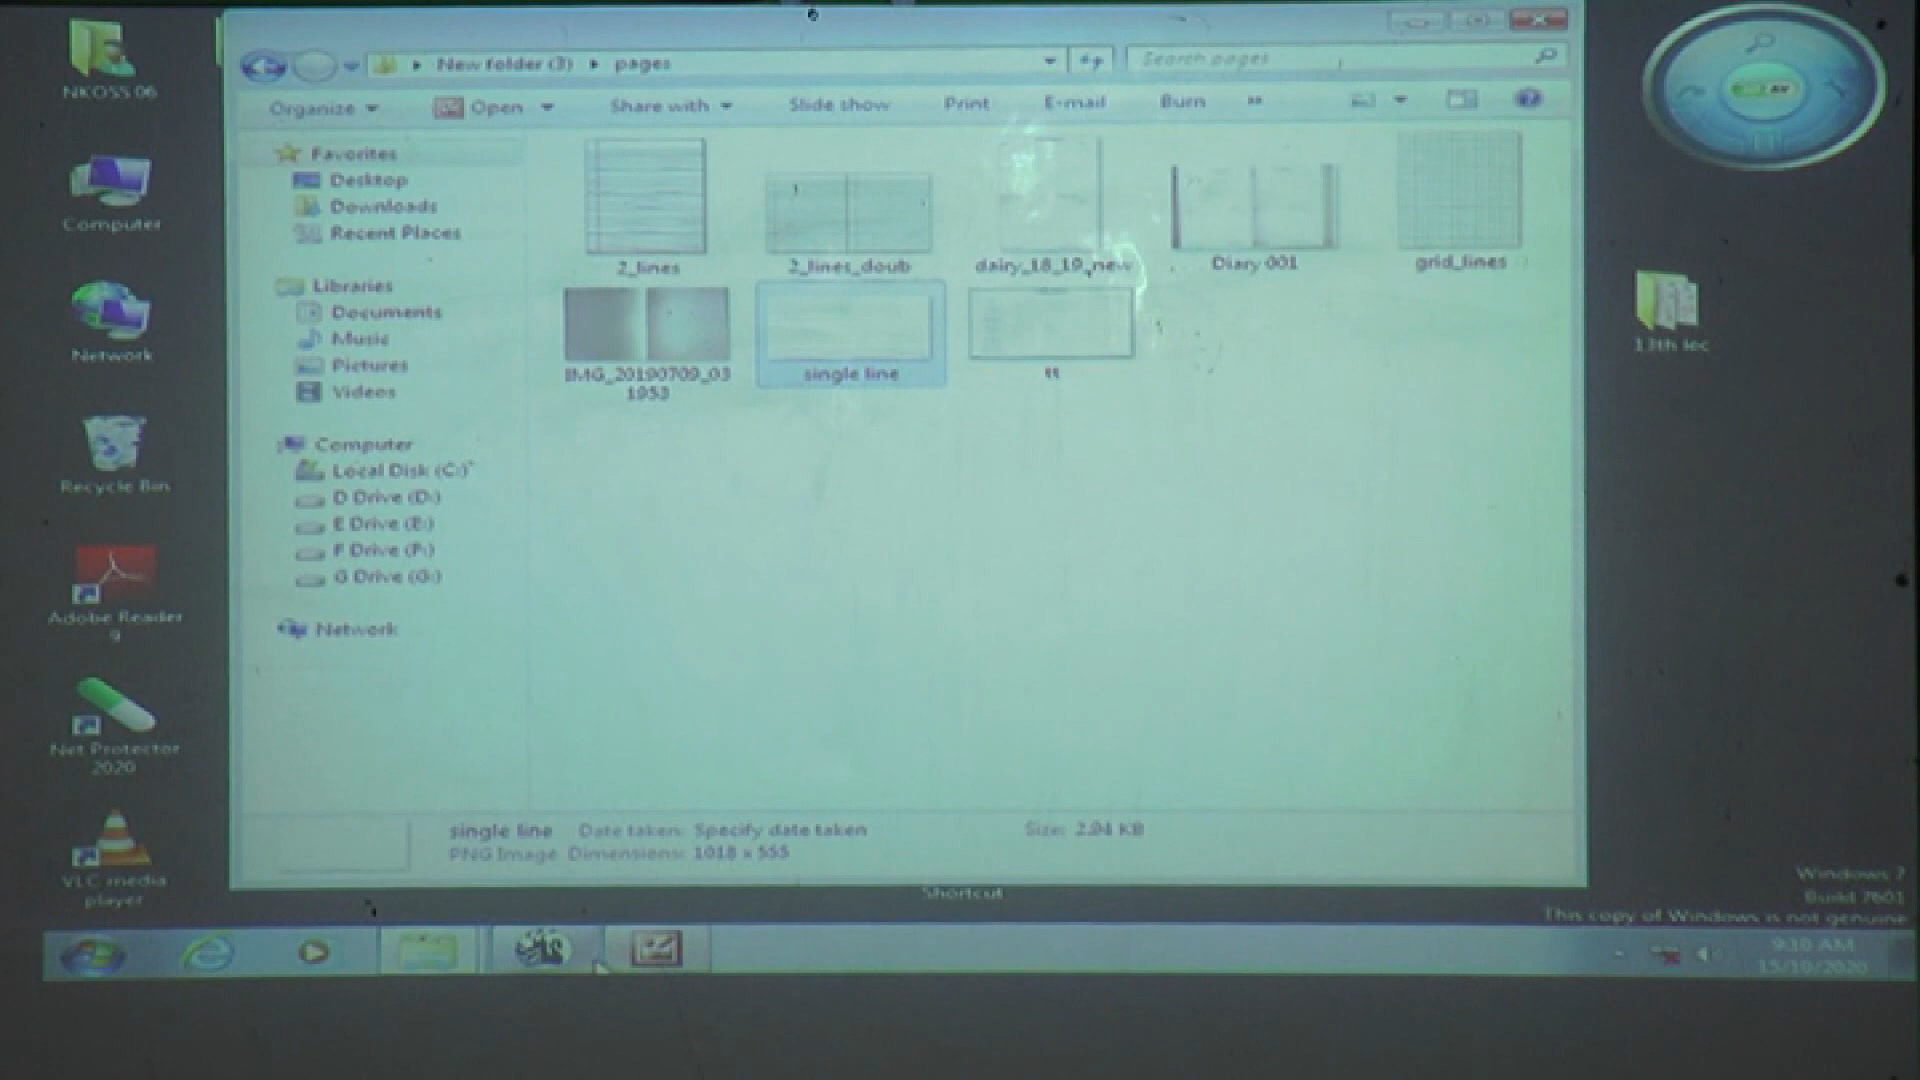 NKOSS 06
Computer
Network
Recycle Bin
Adobe Reader
9
Net Protector
2020
VLC media
player
New folder (3) pages
Search pages
Organize Open Share with Slide show Print E-mail Burn »
Favorites
Desktop
Downloads
Recent Places
Libraries
Documents
Music
Pictures
Videos
Computer
Local Disk (C:)
D Drive (D:)
E Drive (E:)
F Drive (F:)
G Drive (G:)
Network
2_lines
2_lines_doub
dairy_18_19_new
Diary 001
grid_lines
IMG_20190709_03
1953
single line
tt
single line Date taken: Specify date taken Size: 2.94 KB
PNG Image Dimensions: 1018 x 555
Shortcut
13th lec
Windows 7
Build 7601
This copy of Windows is not genuine
9:10 AM
15/10/2020